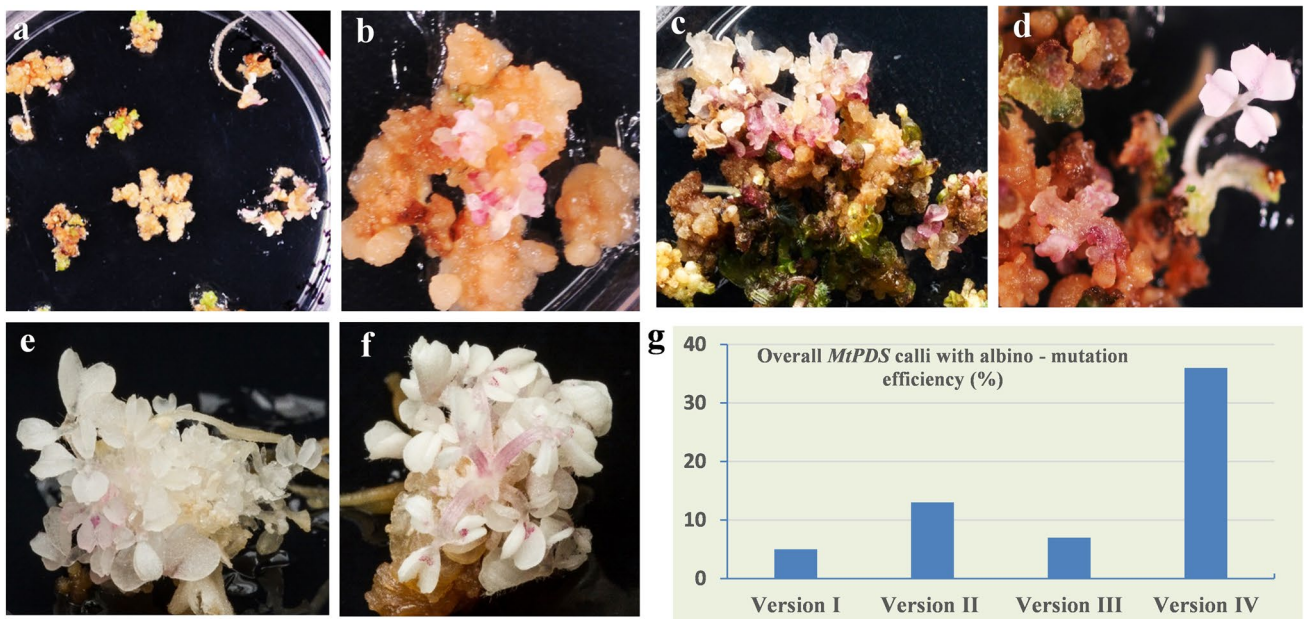 a
b
c
d
e
f
g
Overall MtPDS calli with albino - mutation
efficiency (%)
40
30
20
10
0
Version I Version II Version III Version IV